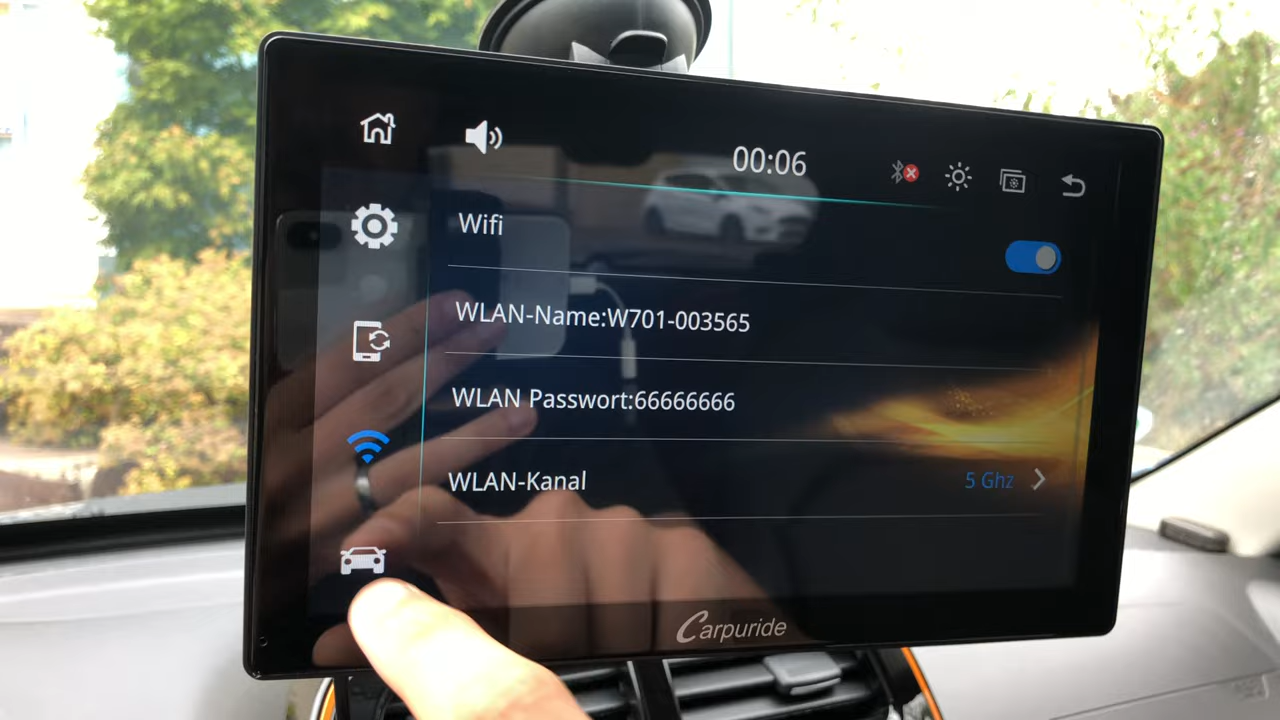 00:06
Wifi
WLAN-Name:W701-003565
WLAN Passwort:66666666
WLAN-Kanal 5 Ghz
Carpuride